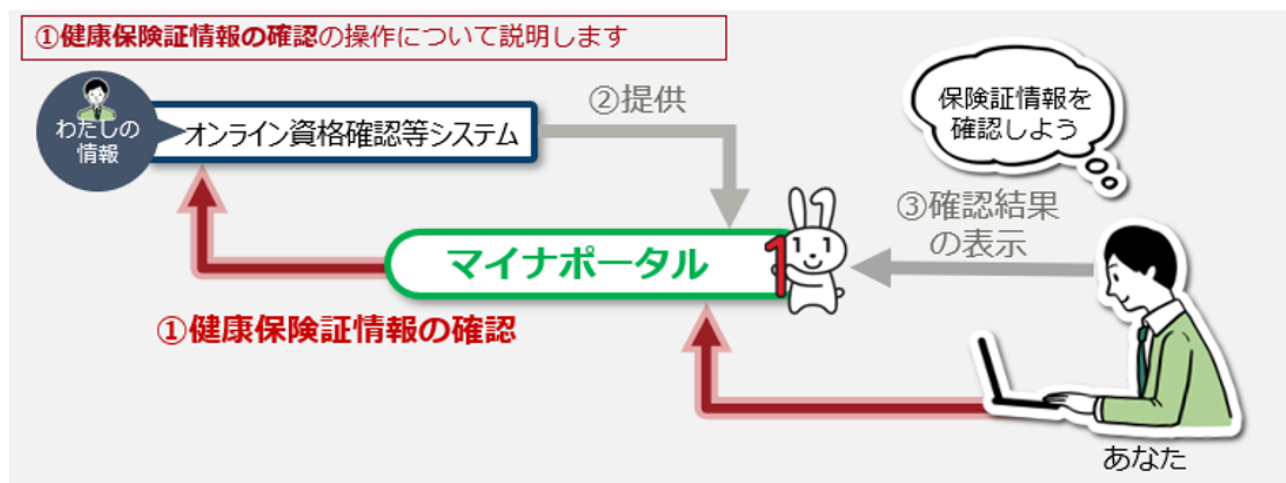 ①健康保険証情報の確認の操作について説明します
わたしの
情報
オンライン資格確認等システム
②提供
保険証情報を
確認しよう
③確認結果
の表示
マイナポータル
1
①健康保険証情報の確認
あなた